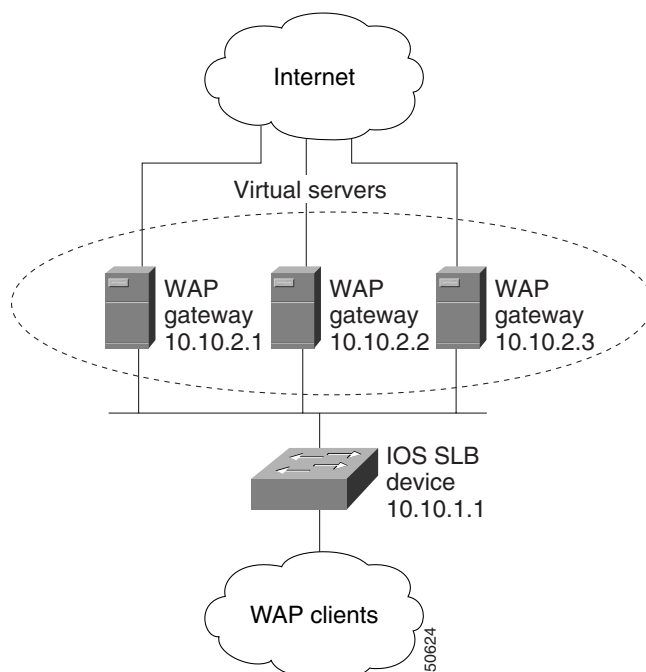 Internet
Virtual servers
WAP
gateway
10.10.2.1
WAP
gateway
10.10.2.2
WAP
gateway
10.10.2.3
IOS SLB
device
10.10.1.1
WAP clients
50624